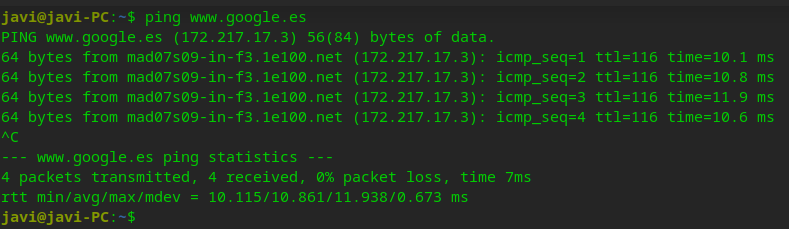 javi@javi-PC:~$ ping www.google.es
PING www.google.es (172.217.17.3) 56(84) bytes of data.
64 bytes from mad07s09-in-f3.1e100.net (172.217.17.3): icmp_seq=1 ttl=116 time=10.1 ms
64 bytes from mad07s09-in-f3.1e100.net (172.217.17.3): icmp_seq=2 ttl=116 time=10.8 ms
64 bytes from mad07s09-in-f3.1e100.net (172.217.17.3): icmp_seq=3 ttl=116 time=11.9 ms
64 bytes from mad07s09-in-f3.1e100.net (172.217.17.3): icmp_seq=4 ttl=116 time=10.6 ms
^C
--- www.google.es ping statistics ---
4 packets transmitted, 4 received, 0% packet loss, time 7ms
rtt min/avg/max/mdev = 10.115/10.861/11.938/0.673 ms
javi@javi-PC:~$